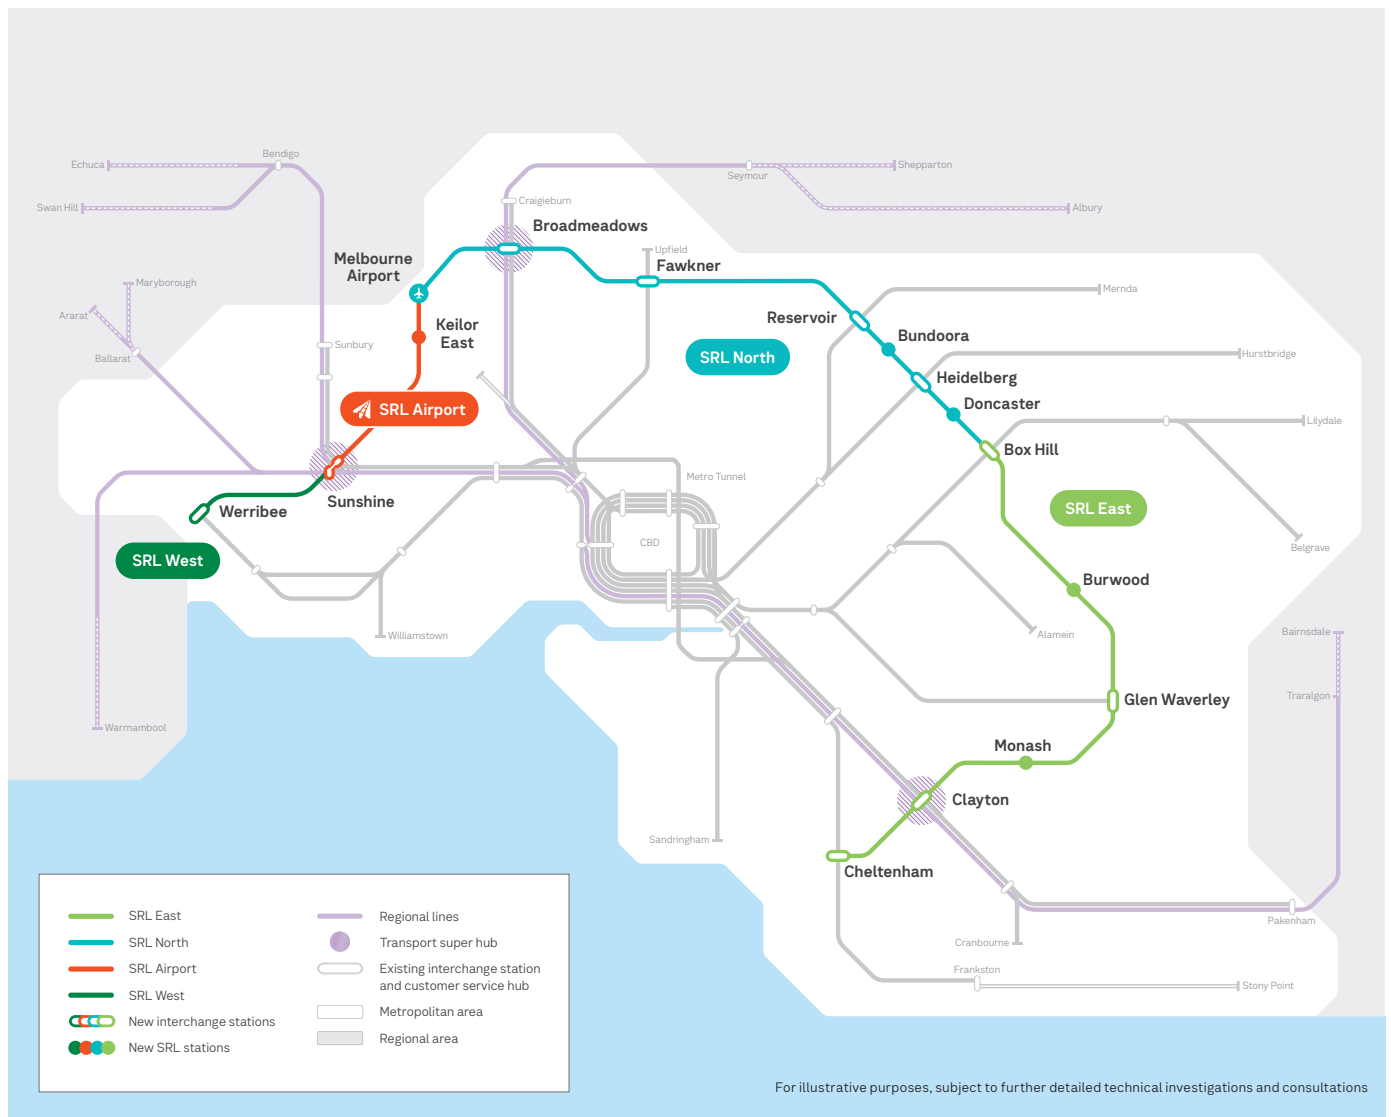 Echuca
Bendigo
Swan Hill
Shepparton
Seymour
Albury
Craigieburn
Broadmeadows
Upfield
Fawkner
Melbourne
Airport
Maryborough
Ararat
Ballarat
Sunbury
Keilor
East
Mernda
Reservoir
Bundoora
SRL North
Hurstbridge
Heidelberg
Doncaster
SRL Airport
Lilydale
Box Hill
Metro Tunnel
Sunshine
Werribee
SRL East
CBD
Belgrave
SRL West
Burwood
Williamstown
Alamein
Bairnsdale
Traralgon
Glen Waverley
Warrnambool
Monash
Clayton
Sandringham
Cheltenham
Pakenham
Cranbourne
Frankston
Stony Point
SRL East
SRL North
SRL Airport
SRL West
New interchange stations
New SRL stations
Regional lines
Transport super hub
Existing interchange station
and customer service hub
Metropolitan area
Regional area
For illustrative purposes, subject to further detailed technical investigations and consultations